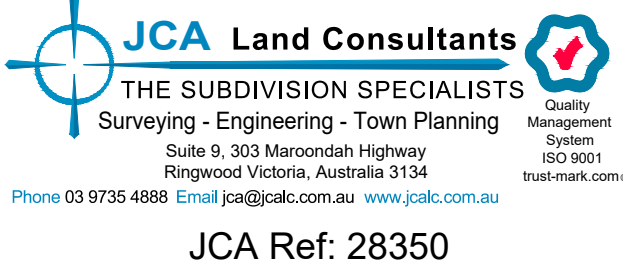 JCA Land Consultants
THE SUBDIVISION SPECIALISTS
Surveying - Engineering - Town Planning
Suite 9, 303 Maroondah Highway
Ringwood Victoria, Australia 3134
Phone 03 9735 4888 Email jca@jcalc.com.au www.jcalc.com.au
Quality
Management
System
ISO 9001
trust-mark.com
JCA Ref: 28350